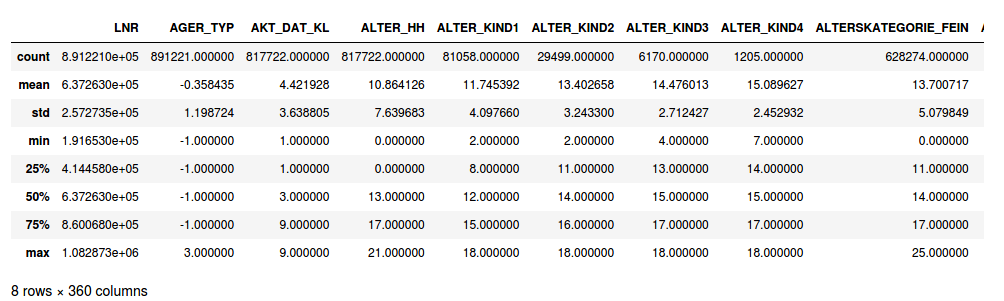 LNR AGER_TYP AKT_DAT_KL ALTER_HH ALTER_KIND1 ALTER_KIND2 ALTER_KIND3 ALTER_KIND4 ALTERSKATEGORIE_FEIN
count 8.912210e+05 891221.000000 817722.000000 817722.000000 81058.000000 29499.000000 6170.000000 1205.000000 628274.000000
mean 6.372630e+05 -0.358435 4.421928 10.864126 11.745392 13.402658 14.476013 15.089627 13.700717
std 2.572735e+05 1.198724 3.638805 7.639683 4.097660 3.243300 2.712427 2.452932 5.079849
min 1.916530e+05 -1.000000 1.000000 0.000000 2.000000 2.000000 4.000000 7.000000 0.000000
25% 4.144580e+05 -1.000000 1.000000 0.000000 8.000000 11.000000 13.000000 14.000000 11.000000
50% 6.372630e+05 -1.000000 3.000000 13.000000 12.000000 14.000000 15.000000 15.000000 14.000000
75% 8.600680e+05 -1.000000 9.000000 17.000000 15.000000 16.000000 17.000000 17.000000 17.000000
max 1.082873e+06 3.000000 9.000000 21.000000 18.000000 18.000000 18.000000 18.000000 25.000000
8 rows × 360 columns